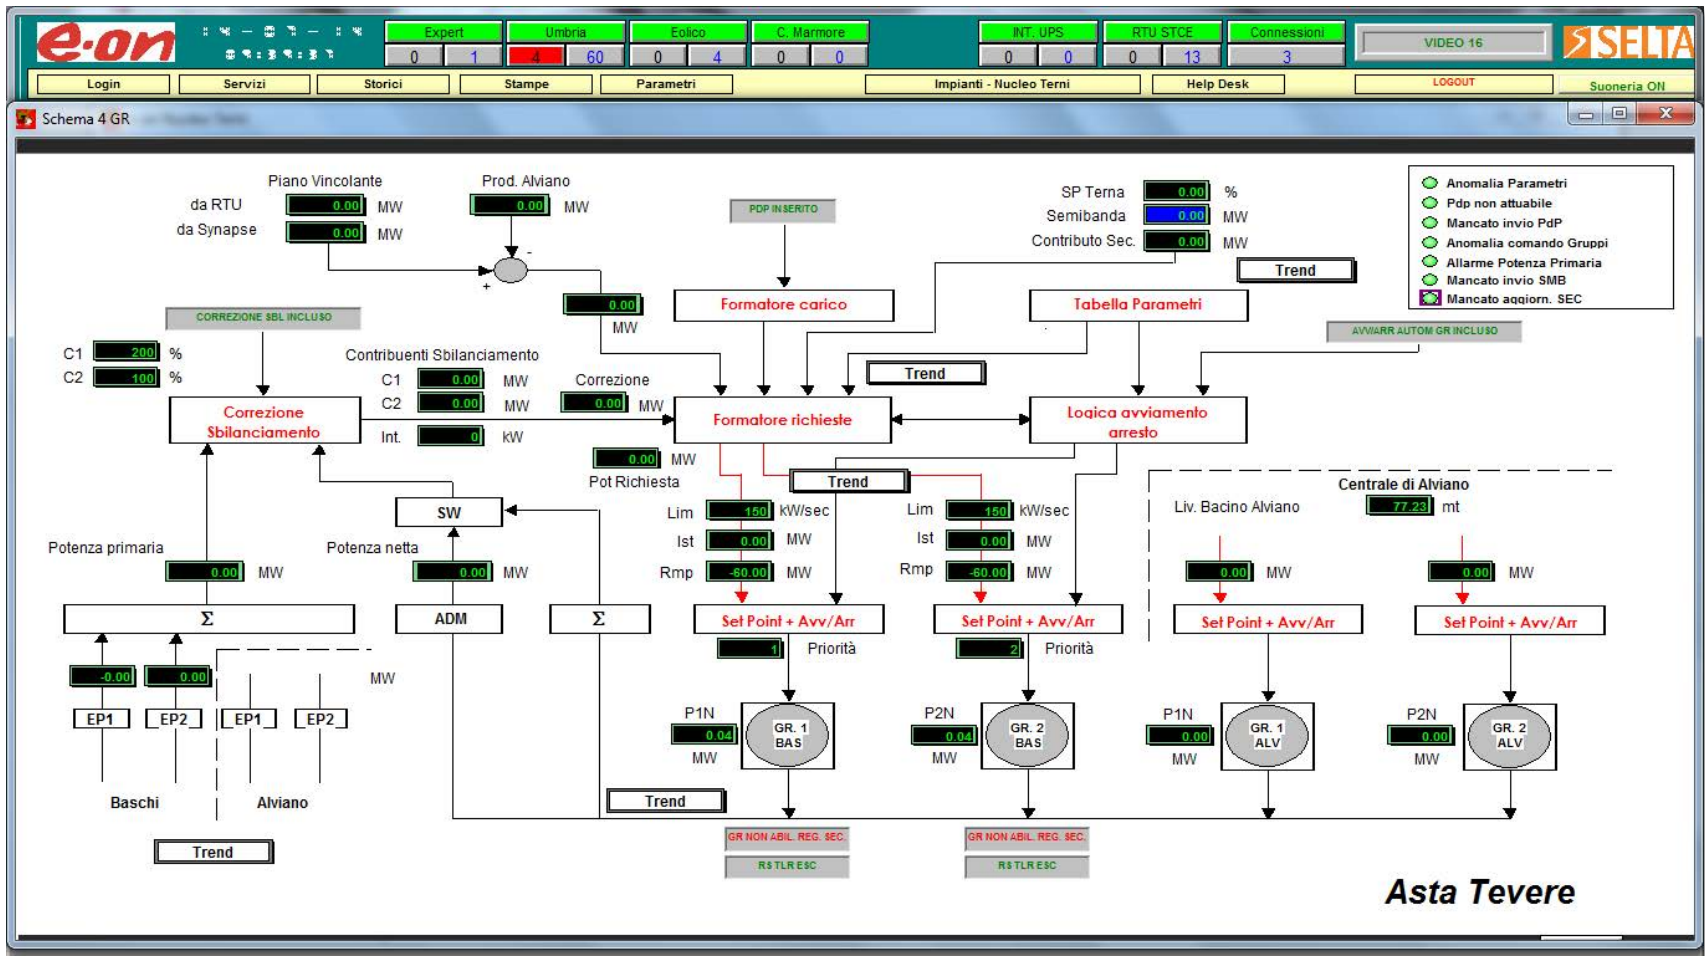 e·on
Expert Umbria Eolico C. Marmore INT. UPS RTU STCE Connessioni
0 1 4 60 0 4 0 0 0 0 0 13 3
VIDEO 16
SELTA
Login Servizi Storici Stampe Parametri Impianti - Nucleo Terni Help Desk LOGOUT Suoneria ON
Schema 4 GR
Piano Vincolante
da RTU 0.00 MW
da Synapse 0.00 MW
Prod. Alviano
0.00 MW
-
+
0.00
MW
PDP INSERITO
SP Terna 0.00 %
Semibanda 0.00 MW
Contributo Sec. 0.00 MW
Trend
Anomalia Parametri
Pdp non attuabile
Mancato invio PdP
Anomalia comando Gruppi
Allarme Potenza Primaria
Mancato invio SMB
Mancato aggiorn. SEC
Formatore carico
Tabella Parametri
CORREZIONE SBL INCLUSO
AVV/ARR AUTOM GR INCLUSO
C1 200 %
C2 100 %
Contribuenti Sbilanciamento
C1 0.00 MW
C2 0.00 MW
Int. 0 kW
Correzione
0.00 MW
Trend
Correzione
Sbilanciamento
Formatore richieste
Logica avviamento
arresto
0.00 MW
Pot Richiesta
Trend
SW
Lim 150 kW/sec
Ist 0.00 MW
Rmp -60.00 MW
Lim 150 kW/sec
Ist 0.00 MW
Rmp -60.00 MW
Centrale di Alviano
Liv. Bacino Alviano 77.23 mt
0.00 MW
0.00 MW
Potenza primaria
0.00 MW
Potenza netta
0.00 MW
Σ
ADM
Σ
Set Point + Avv/Arr
Set Point + Avv/Arr
Set Point + Avv/Arr
Set Point + Avv/Arr
1 Priorità
2 Priorità
-0.00 0.00 MW
EP1 EP2 EP1 EP2
Baschi Alviano
P1N
0.04
MW
GR. 1
BAS
P2N
0.04
MW
GR. 2
BAS
P1N
0.00
MW
GR. 1
ALV
P2N
0.00
MW
GR. 2
ALV
Trend
Trend
GR NON ABIL. REG. SEC.
RS TLR ESC
GR NON ABIL. REG. SEC.
RS TLR ESC
Asta Tevere